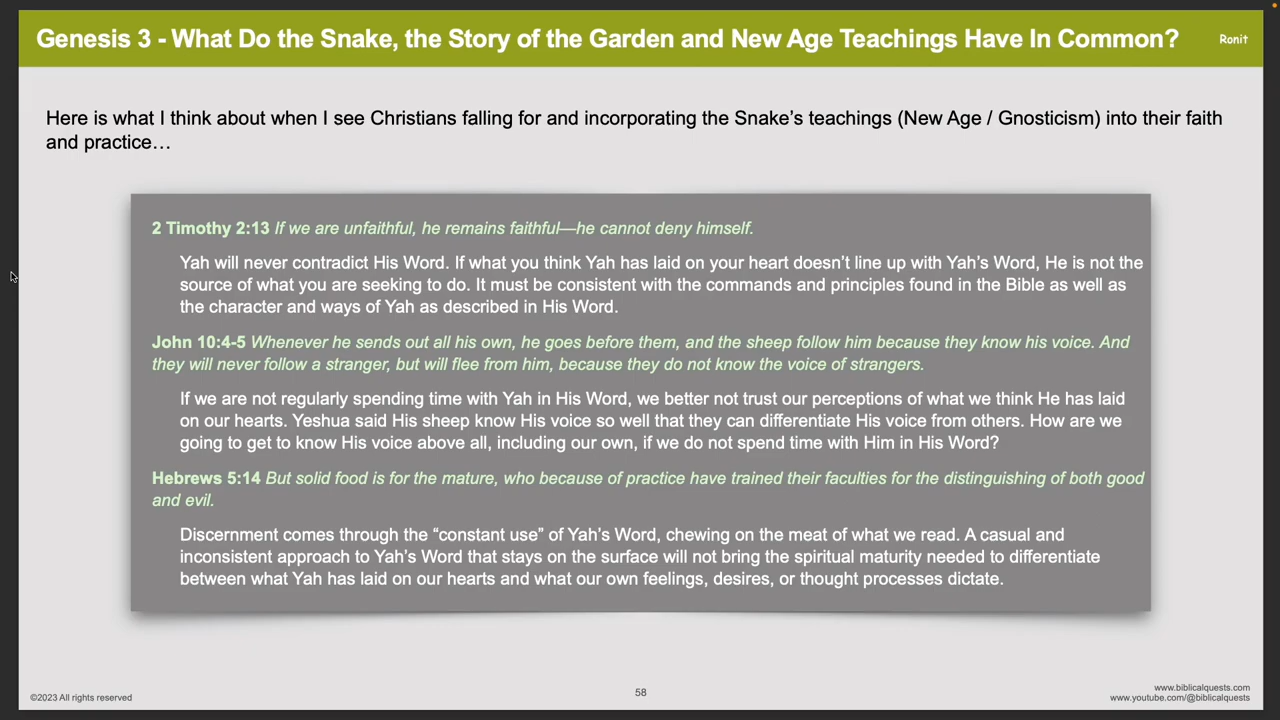 Genesis 3 - What Do the Snake, the Story of the Garden and New Age Teachings Have In Common?
Ronit
Here is what I think about when I see Christians falling for and incorporating the Snake's teachings (New Age / Gnosticism) into their faith
and practice…
2 Timothy 2:13 If we are unfaithful, he remains faithful—he cannot deny himself.
Yah will never contradict His Word. If what you think Yah has laid on your heart doesn't line up with Yah's Word, He is not the
source of what you are seeking to do. It must be consistent with the commands and principles found in the Bible as well as
the character and ways of Yah as described in His Word.
John 10:4-5 Whenever he sends out all his own, he goes before them, and the sheep follow him because they know his voice. And
they will never follow a stranger, but will flee from him, because they do not know the voice of strangers.
If we are not regularly spending time with Yah in His Word, we better not trust our perceptions of what we think He has laid
on our hearts. Yeshua said His sheep know His voice so well that they can differentiate His voice from others. How are we
going to get to know His voice above all, including our own, if we do not spend time with Him in His Word?
Hebrews 5:14 But solid food is for the mature, who because of practice have trained their faculties for the distinguishing of both good
and evil.
Discernment comes through the “constant use” of Yah's Word, chewing on the meat of what we read. A casual and
inconsistent approach to Yah's Word that stays on the surface will not bring the spiritual maturity needed to differentiate
between what Yah has laid on our hearts and what our own feelings, desires, or thought processes dictate.
©2023 All rights reserved
58
www.biblicalquests.com
www.youtube.com/@biblicalquests